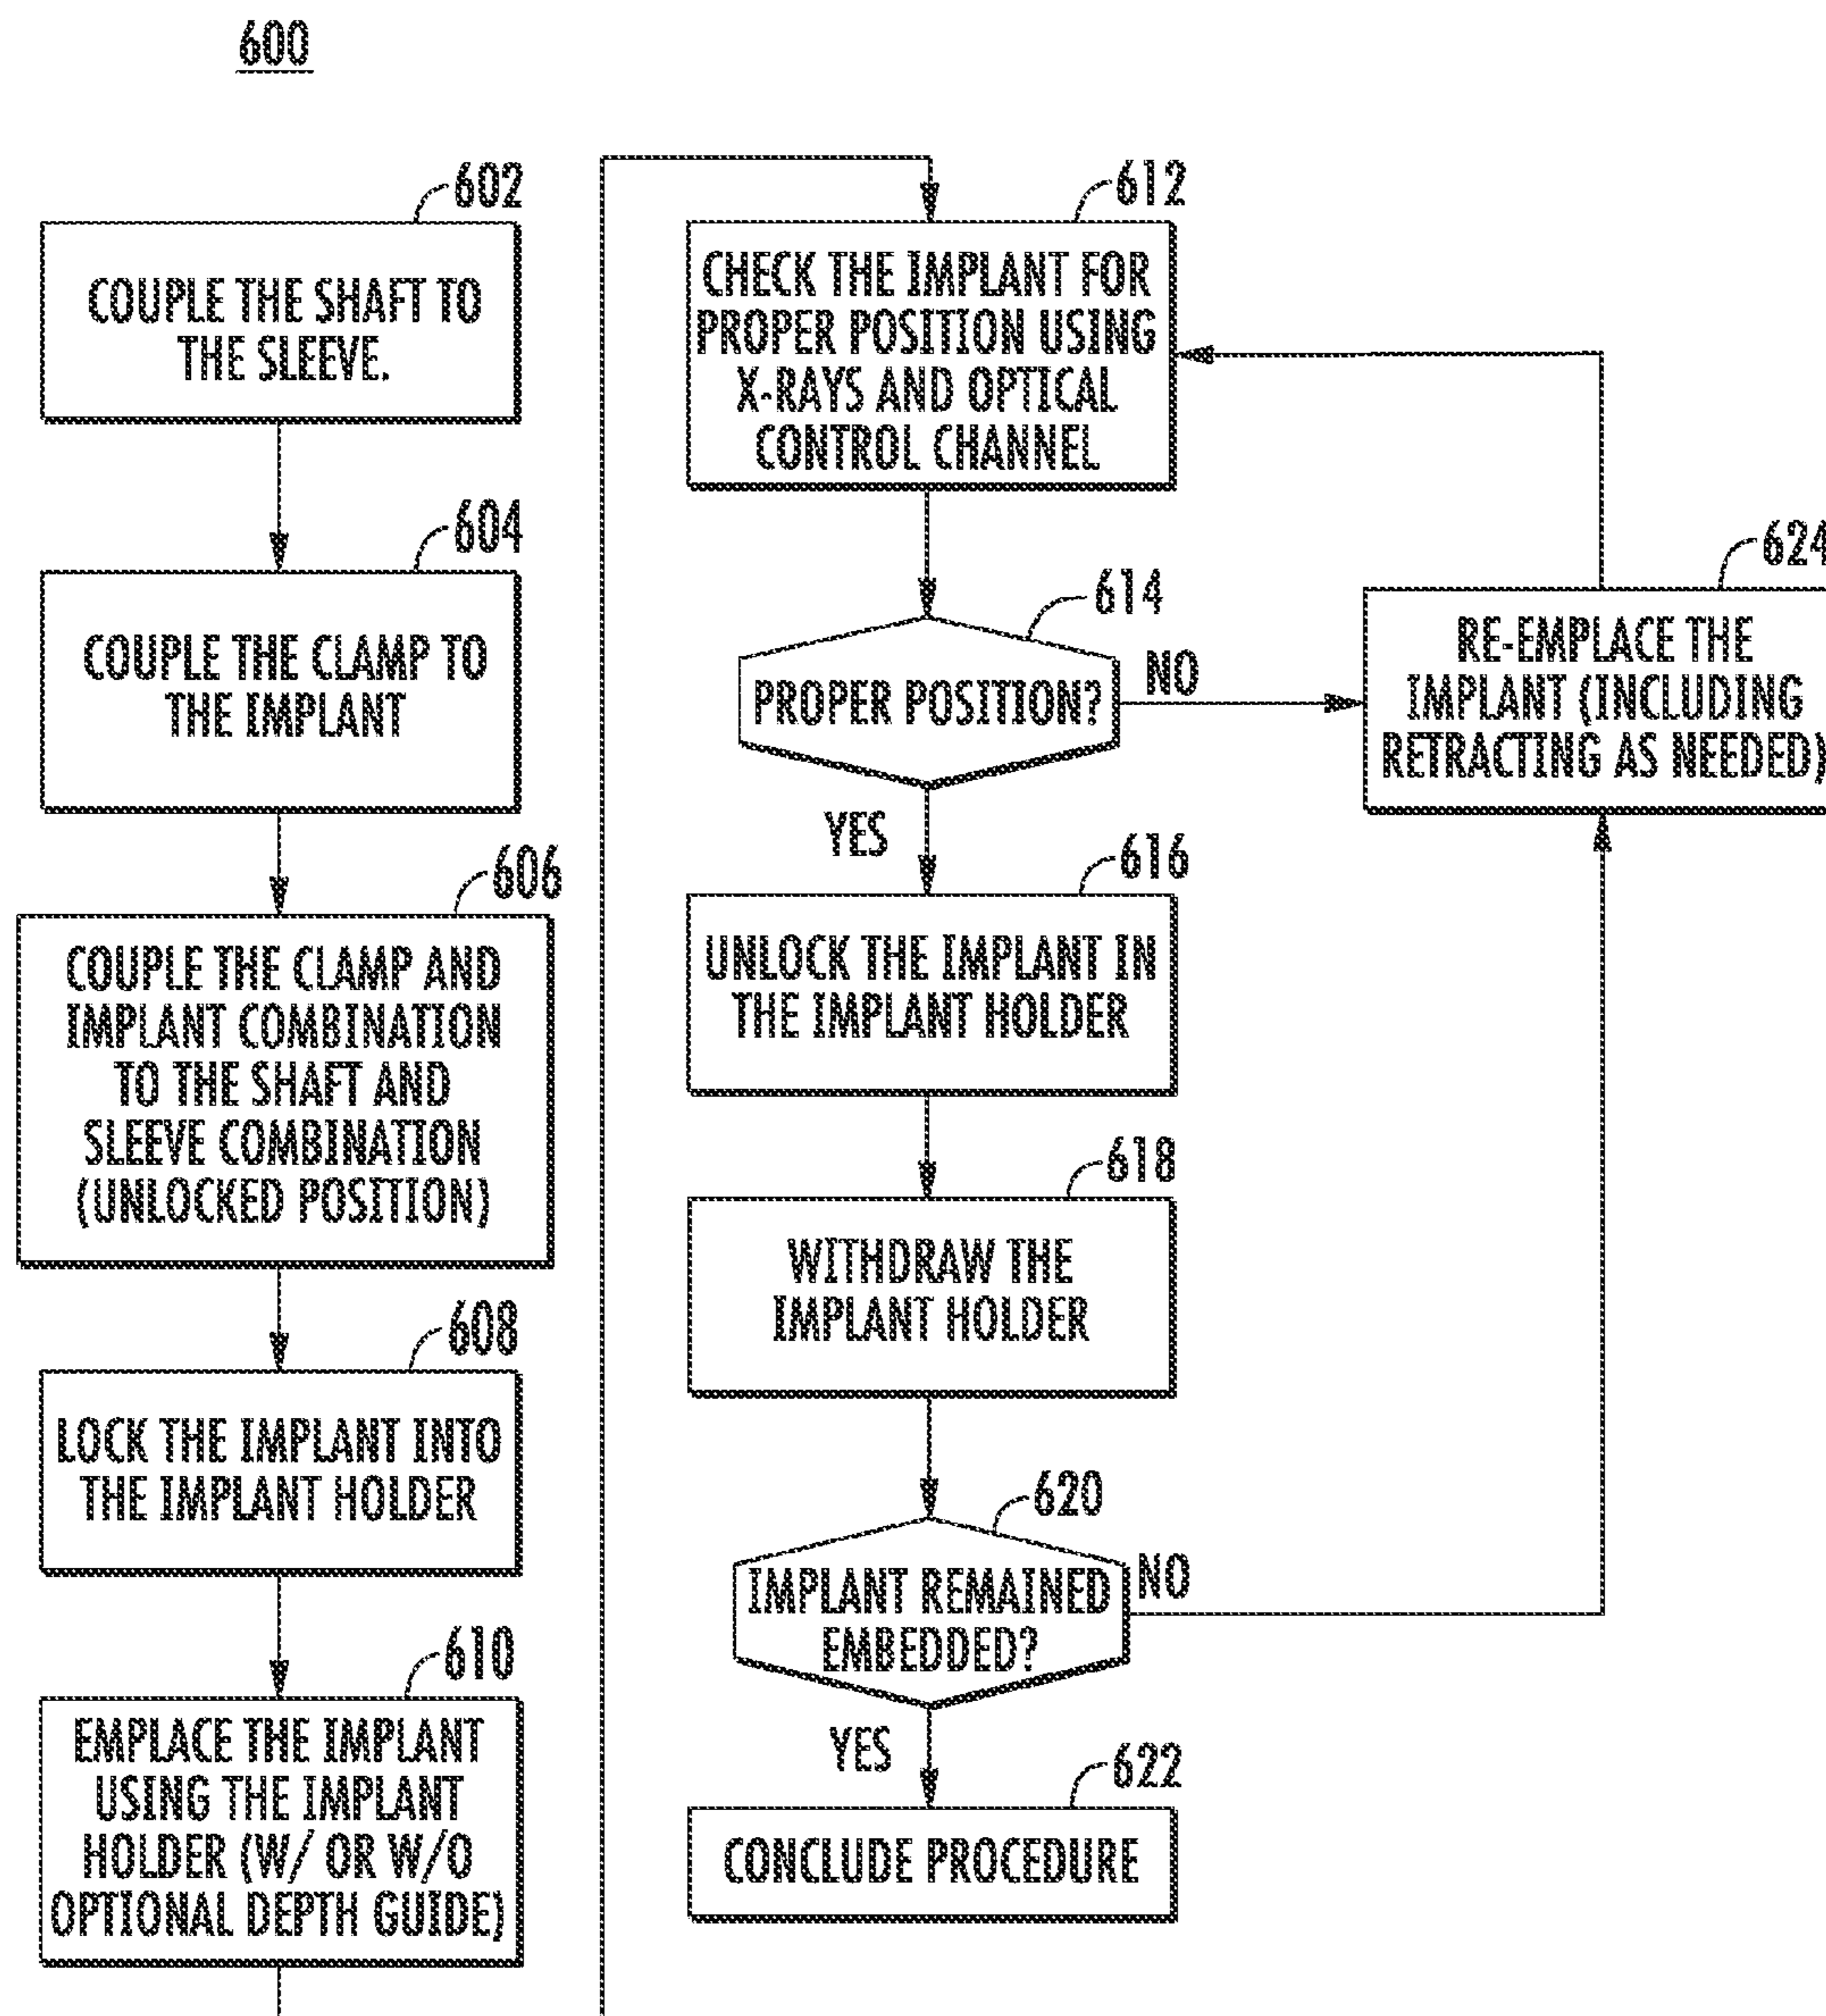 600
602
COUPLE THE SHAFT TO
THE SLEEVE.
604
COUPLE THE CLAMP TO
THE IMPLANT
606
COUPLE THE CLAMP AND
IMPLANT COMBINATION
TO THE SHAFT AND
SLEEVE COMBINATION
(UNLOCKED POSITION)
608
LOCK THE IMPLANT INTO
THE IMPLANT HOLDER
610
EMPLACE THE IMPLANT
USING THE IMPLANT
HOLDER (W/ OR W/O
OPTIONAL DEPTH GUIDE)
612
CHECK THE IMPLANT FOR
PROPER POSITION USING
X-RAYS AND OPTICAL
CONTROL CHANNEL
614
PROPER POSITION?
NO
YES
616
UNLOCK THE IMPLANT IN
THE IMPLANT HOLDER
618
WITHDRAW THE
IMPLANT HOLDER
620
IMPLANT REMAINED
EMBEDDED?
NO
YES
622
CONCLUDE PROCEDURE
624
RE-EMPLACE THE
IMPLANT (INCLUDING
RETRACTING AS NEEDED)